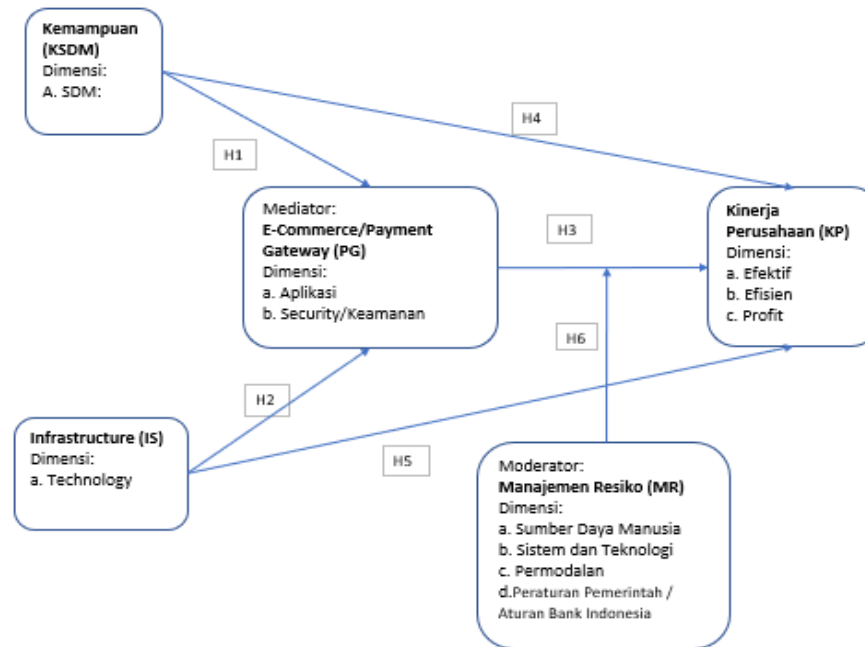 Kemampuan
(KSDM)
Dimensi:
A. SDM:
H4
H1
Mediator:
E-Commerce/Payment
Gateway (PG)
Dimensi:
a. Aplikasi
b. Security/Keamanan
H3
Kinerja
Perusahaan (KP)
Dimensi:
a. Efektif
b. Efisien
c. Profit
H6
H2
Infrastructure (IS)
Dimensi:
a. Technology
H5
Moderator:
Manajemen Resiko (MR)
Dimensi:
a. Sumber Daya Manusia
b. Sistem dan Teknologi
c. Permodalan
d.Peraturan Pemerintah /
Aturan Bank Indonesia